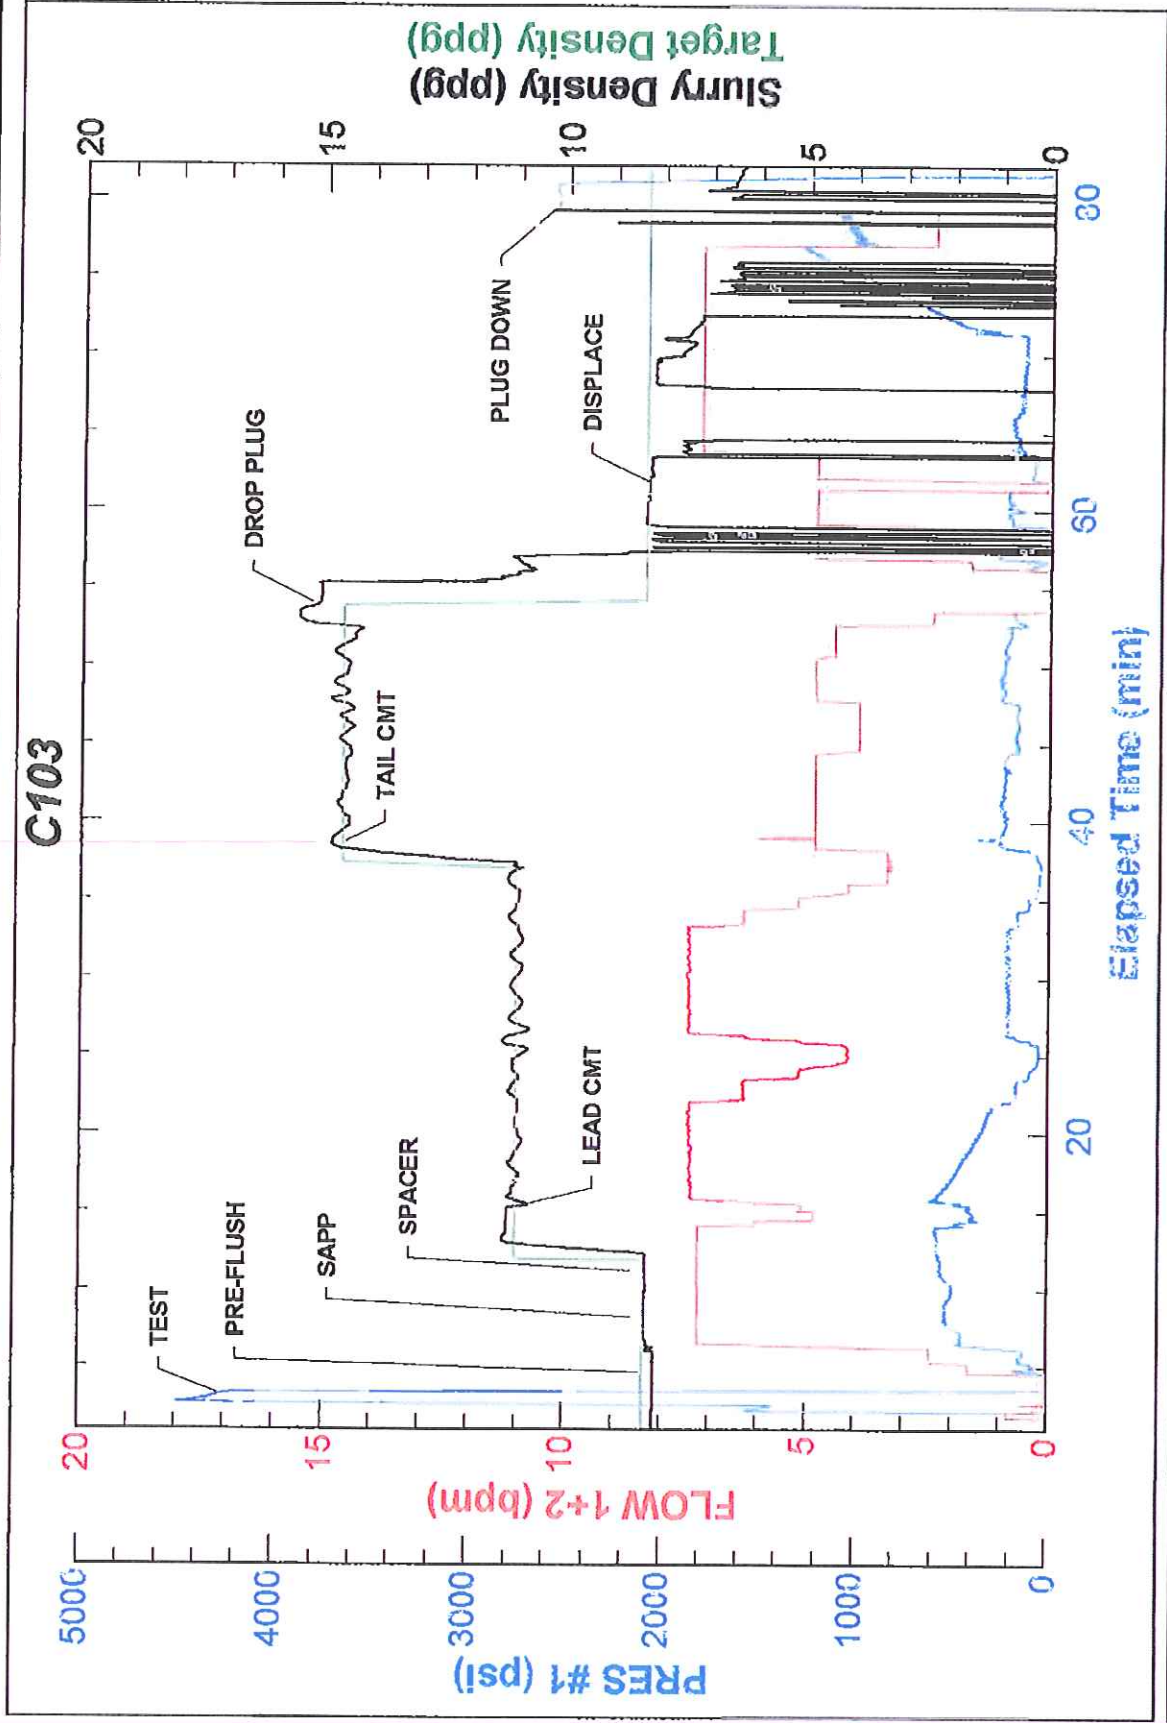 C103
PRES #1 (psi)
5000
4000
3000
2000
1000
0
FLOW 1+2 (bpm)
20
15
10
5
0
TEST
PRE-FLUSH
SAPP
SPACER
LEAD CMT
TAIL CMT
DROP PLUG
PLUG DOWN
DISPLACE
20
40
60
80
Elapsed Time (min)
20
15
10
5
0
Slurry Density (ppg)
Target Density (ppg)